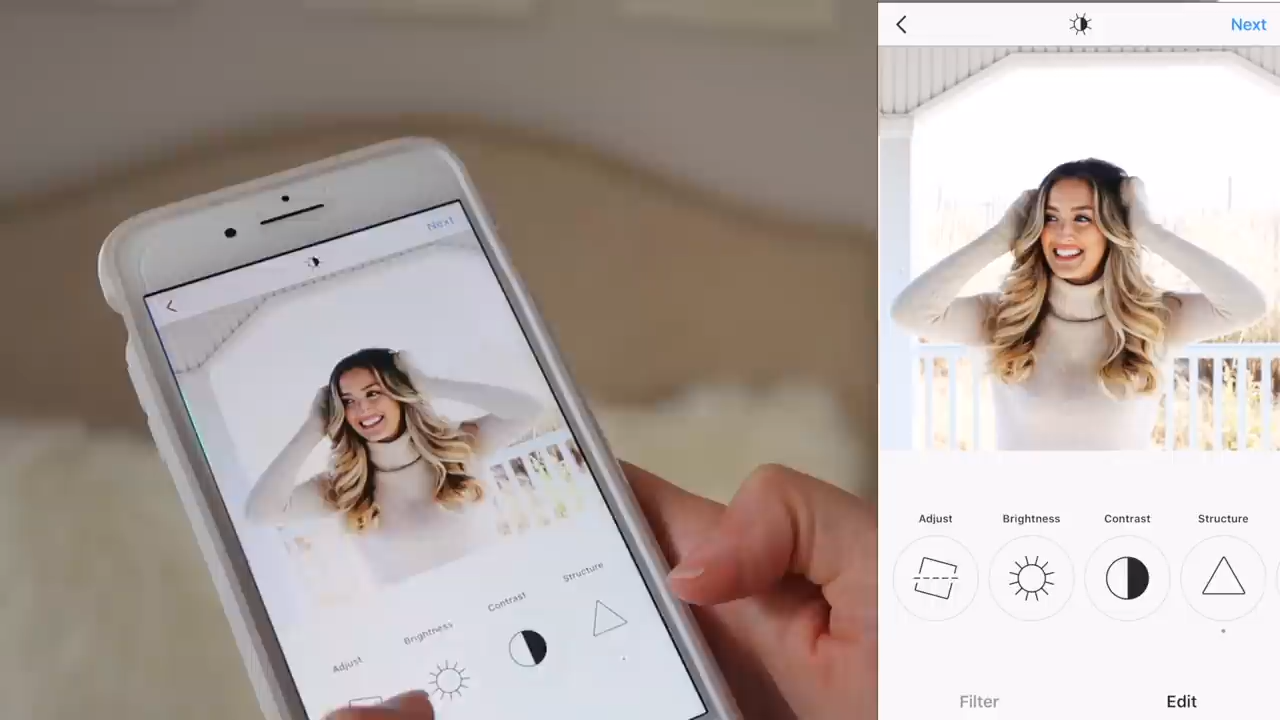 Next
Adjust
Brightness
Contrast
Structure
Next
Adjust Brightness Contrast Structure
Filter Edit